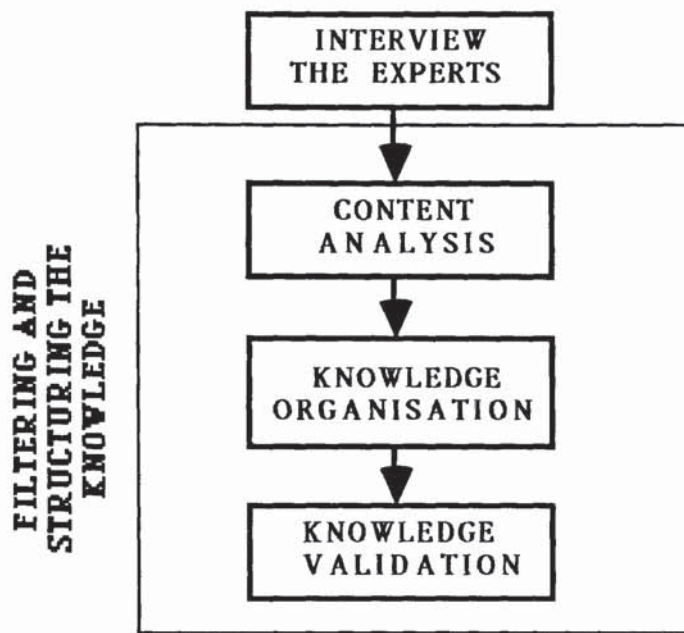 INTERVIEW
THE EXPERTS
CONTENT
ANALYSIS
KNOWLEDGE
ORGANISATION
KNOWLEDGE
VALIDATION
FILTERING AND
STRUCTURING THE
KNOWLEDGE